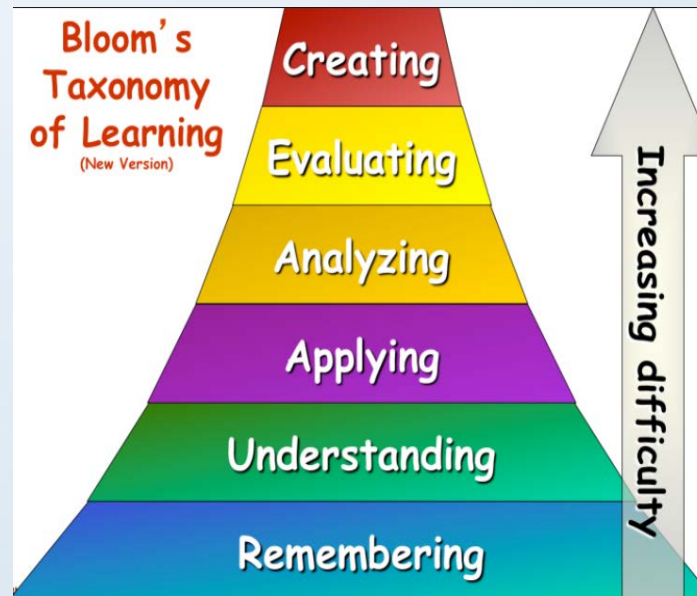 Bloom's
Taxonomy
of Learning
(New Version)
Creating
Evaluating
Analyzing
Applying
Understanding
Remembering
Increasing difficulty